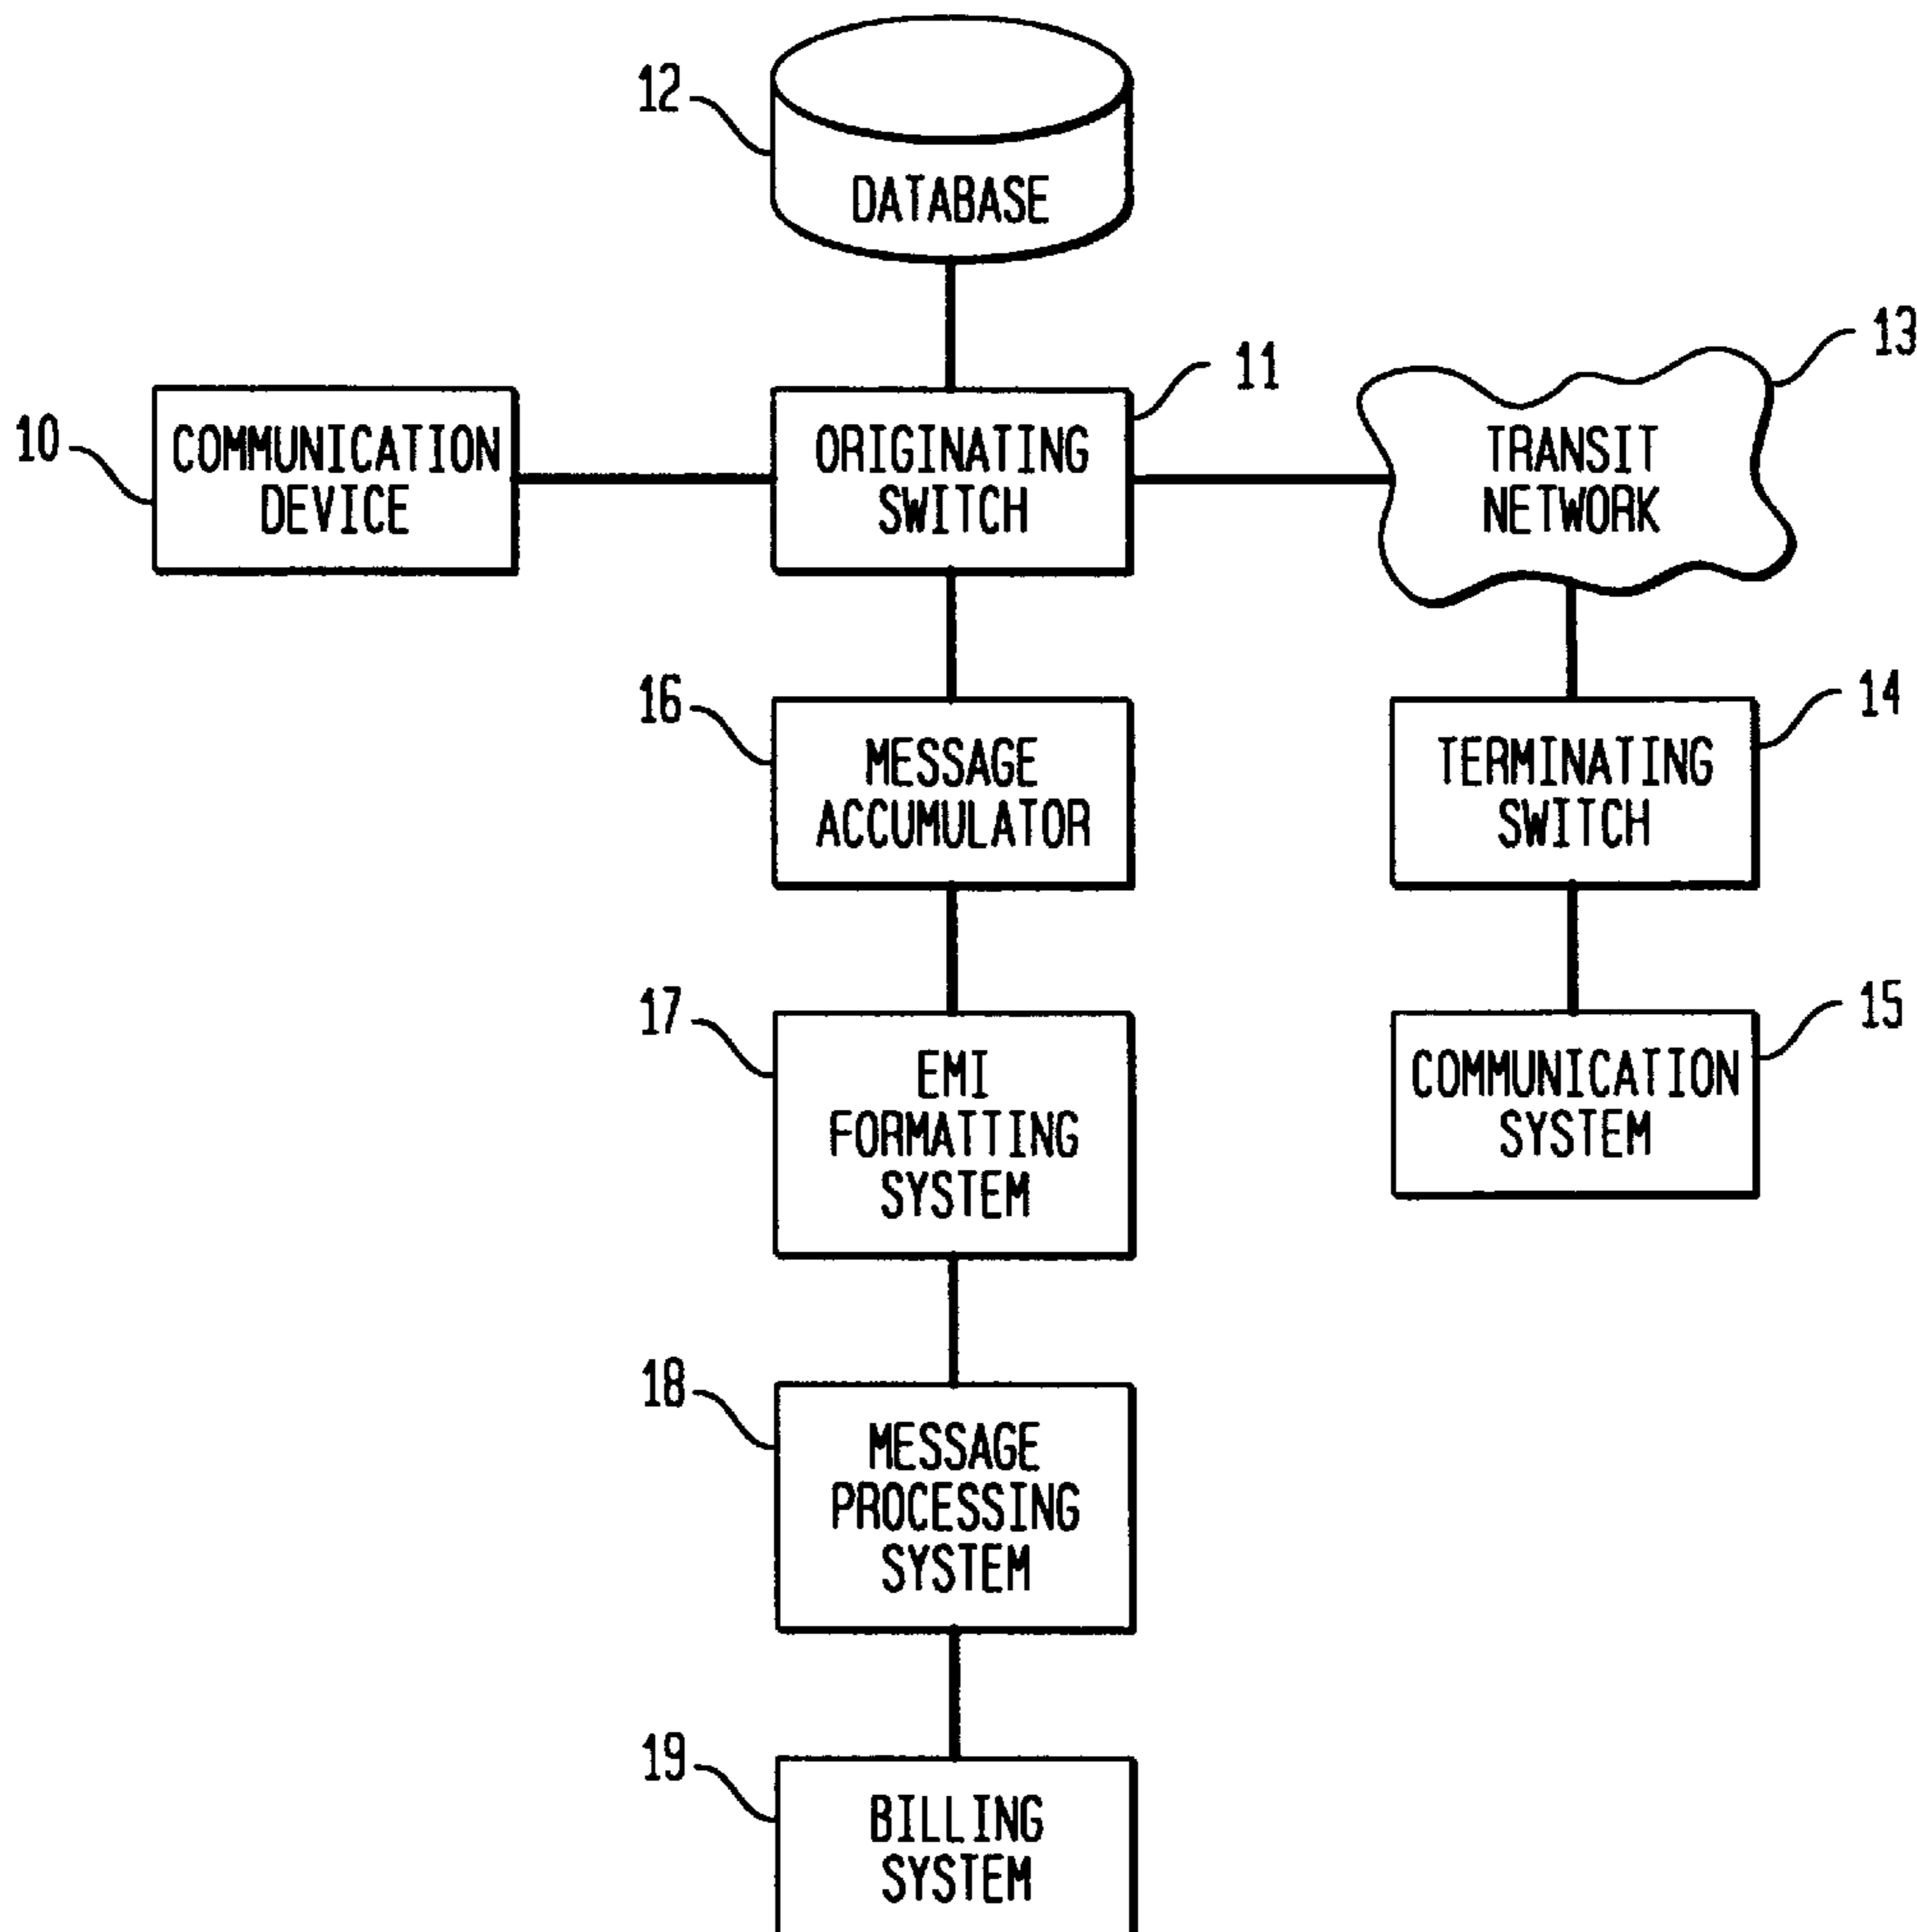 12
DATABASE
13
11
10
COMMUNICATION
DEVICE
ORIGINATING
SWITCH
TRANSIT
NETWORK
16
MESSAGE
ACCUMULATOR
14
TERMINATING
SWITCH
17
EMI
FORMATTING
SYSTEM
15
COMMUNICATION
SYSTEM
18
MESSAGE
PROCESSING
SYSTEM
19
BILLING
SYSTEM